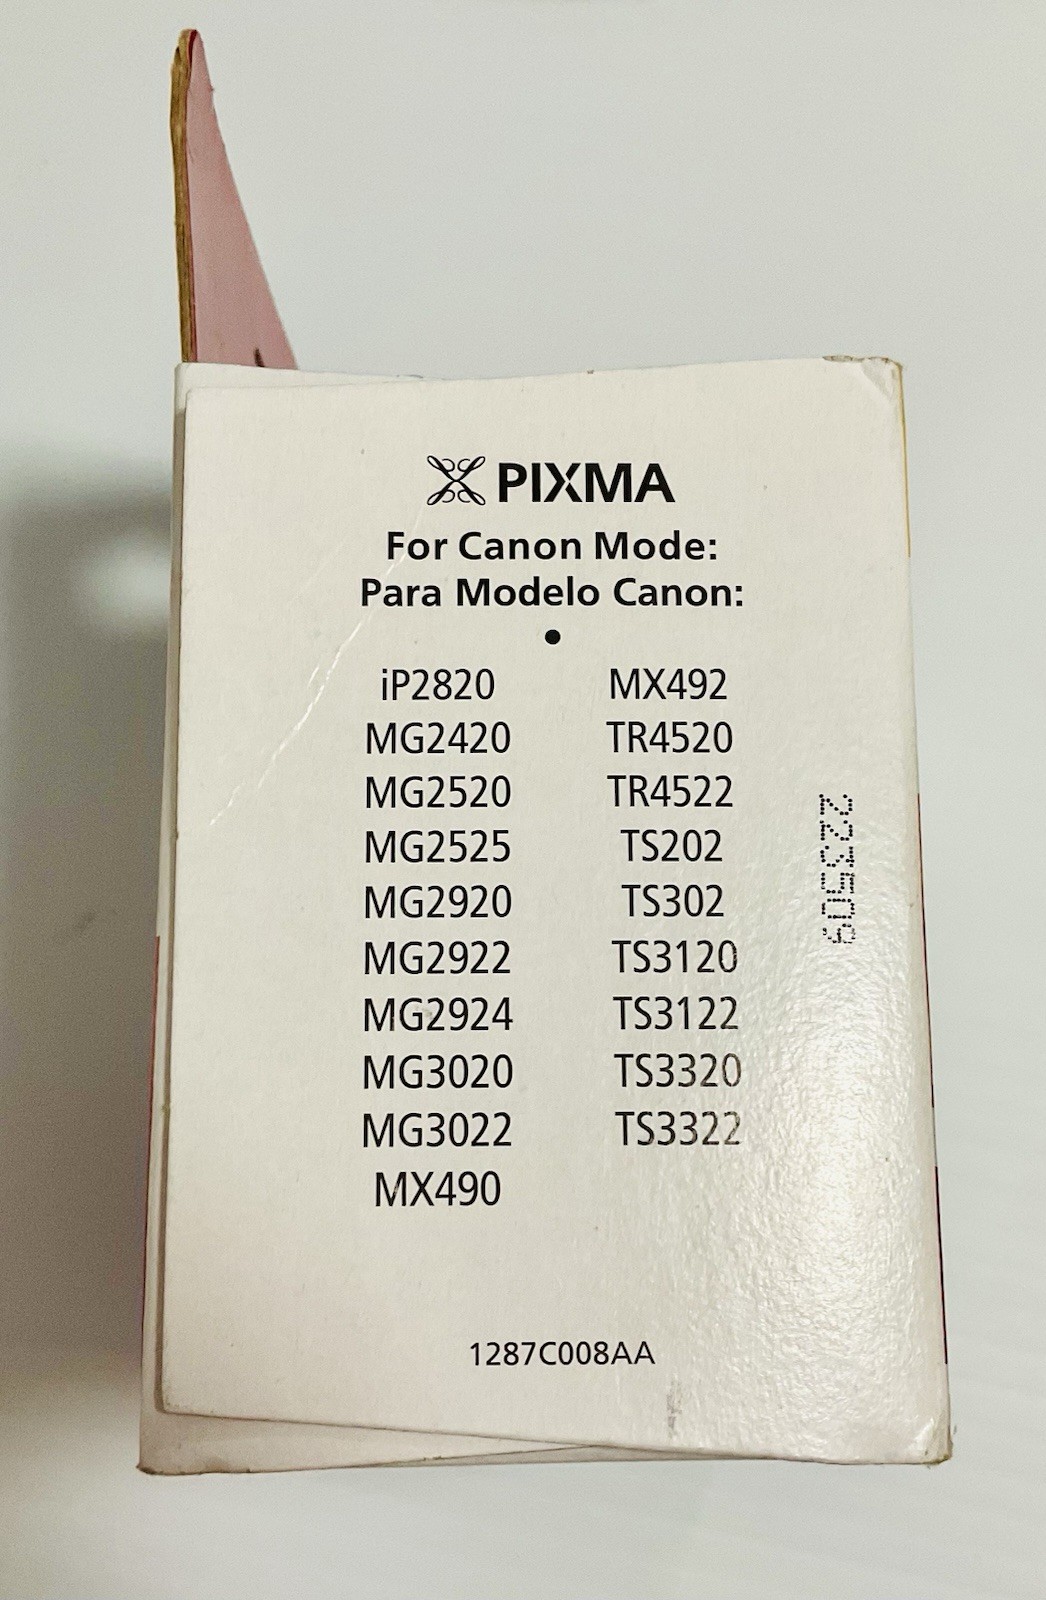 PIXMA
For Canon Mode:
Para Modelo Canon:
•
iP2820 MX492
MG2420 TR4520
MG2520 TR4522
MG2525 TS202
MG2920 TS302
MG2922 TS3120
MG2924 TS3122
MG3020 TS3320
MG3022 TS3322
MX490
1287C008AA
223509